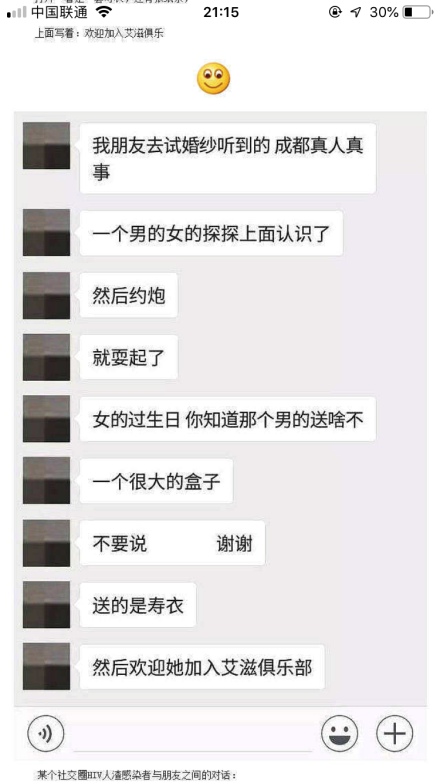 中国联通
21:15
30%
上面写着：欢迎加入艾滋俱乐
我朋友去试婚纱听到的 成都真人真
事
一个男的女的探探上面认识了
然后约炮
就耍起了
女的过生日 你知道那个男的送啥不
一个很大的盒子
不要说 谢谢
送的是寿衣
然后欢迎她加入艾滋俱乐部
某个社交圈HIV人渣感染者与朋友之间的对话：